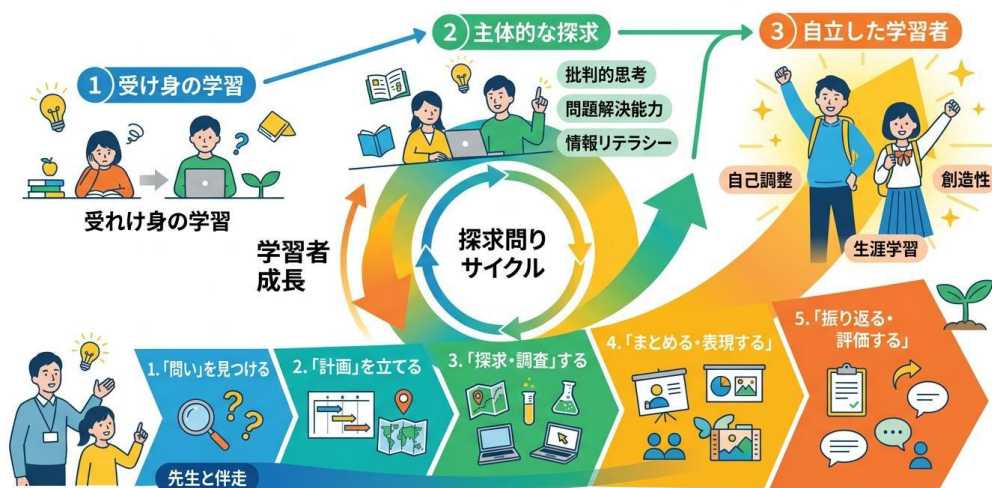 1 受け身の学習
受れけ身の学習
2 主体的な探求
批判的思考
問題解決能力
情報リテラシー
3 自立した学習者
自己調整
創造性
生涯学習
学習者
成長
探求問り
サイクル
1.「問い」を見つける
2.「計画」を立てる
3.「探求・調査」する
4.「まとめる・表現する」
5.「振り返る・
評価する」
先生と伴走